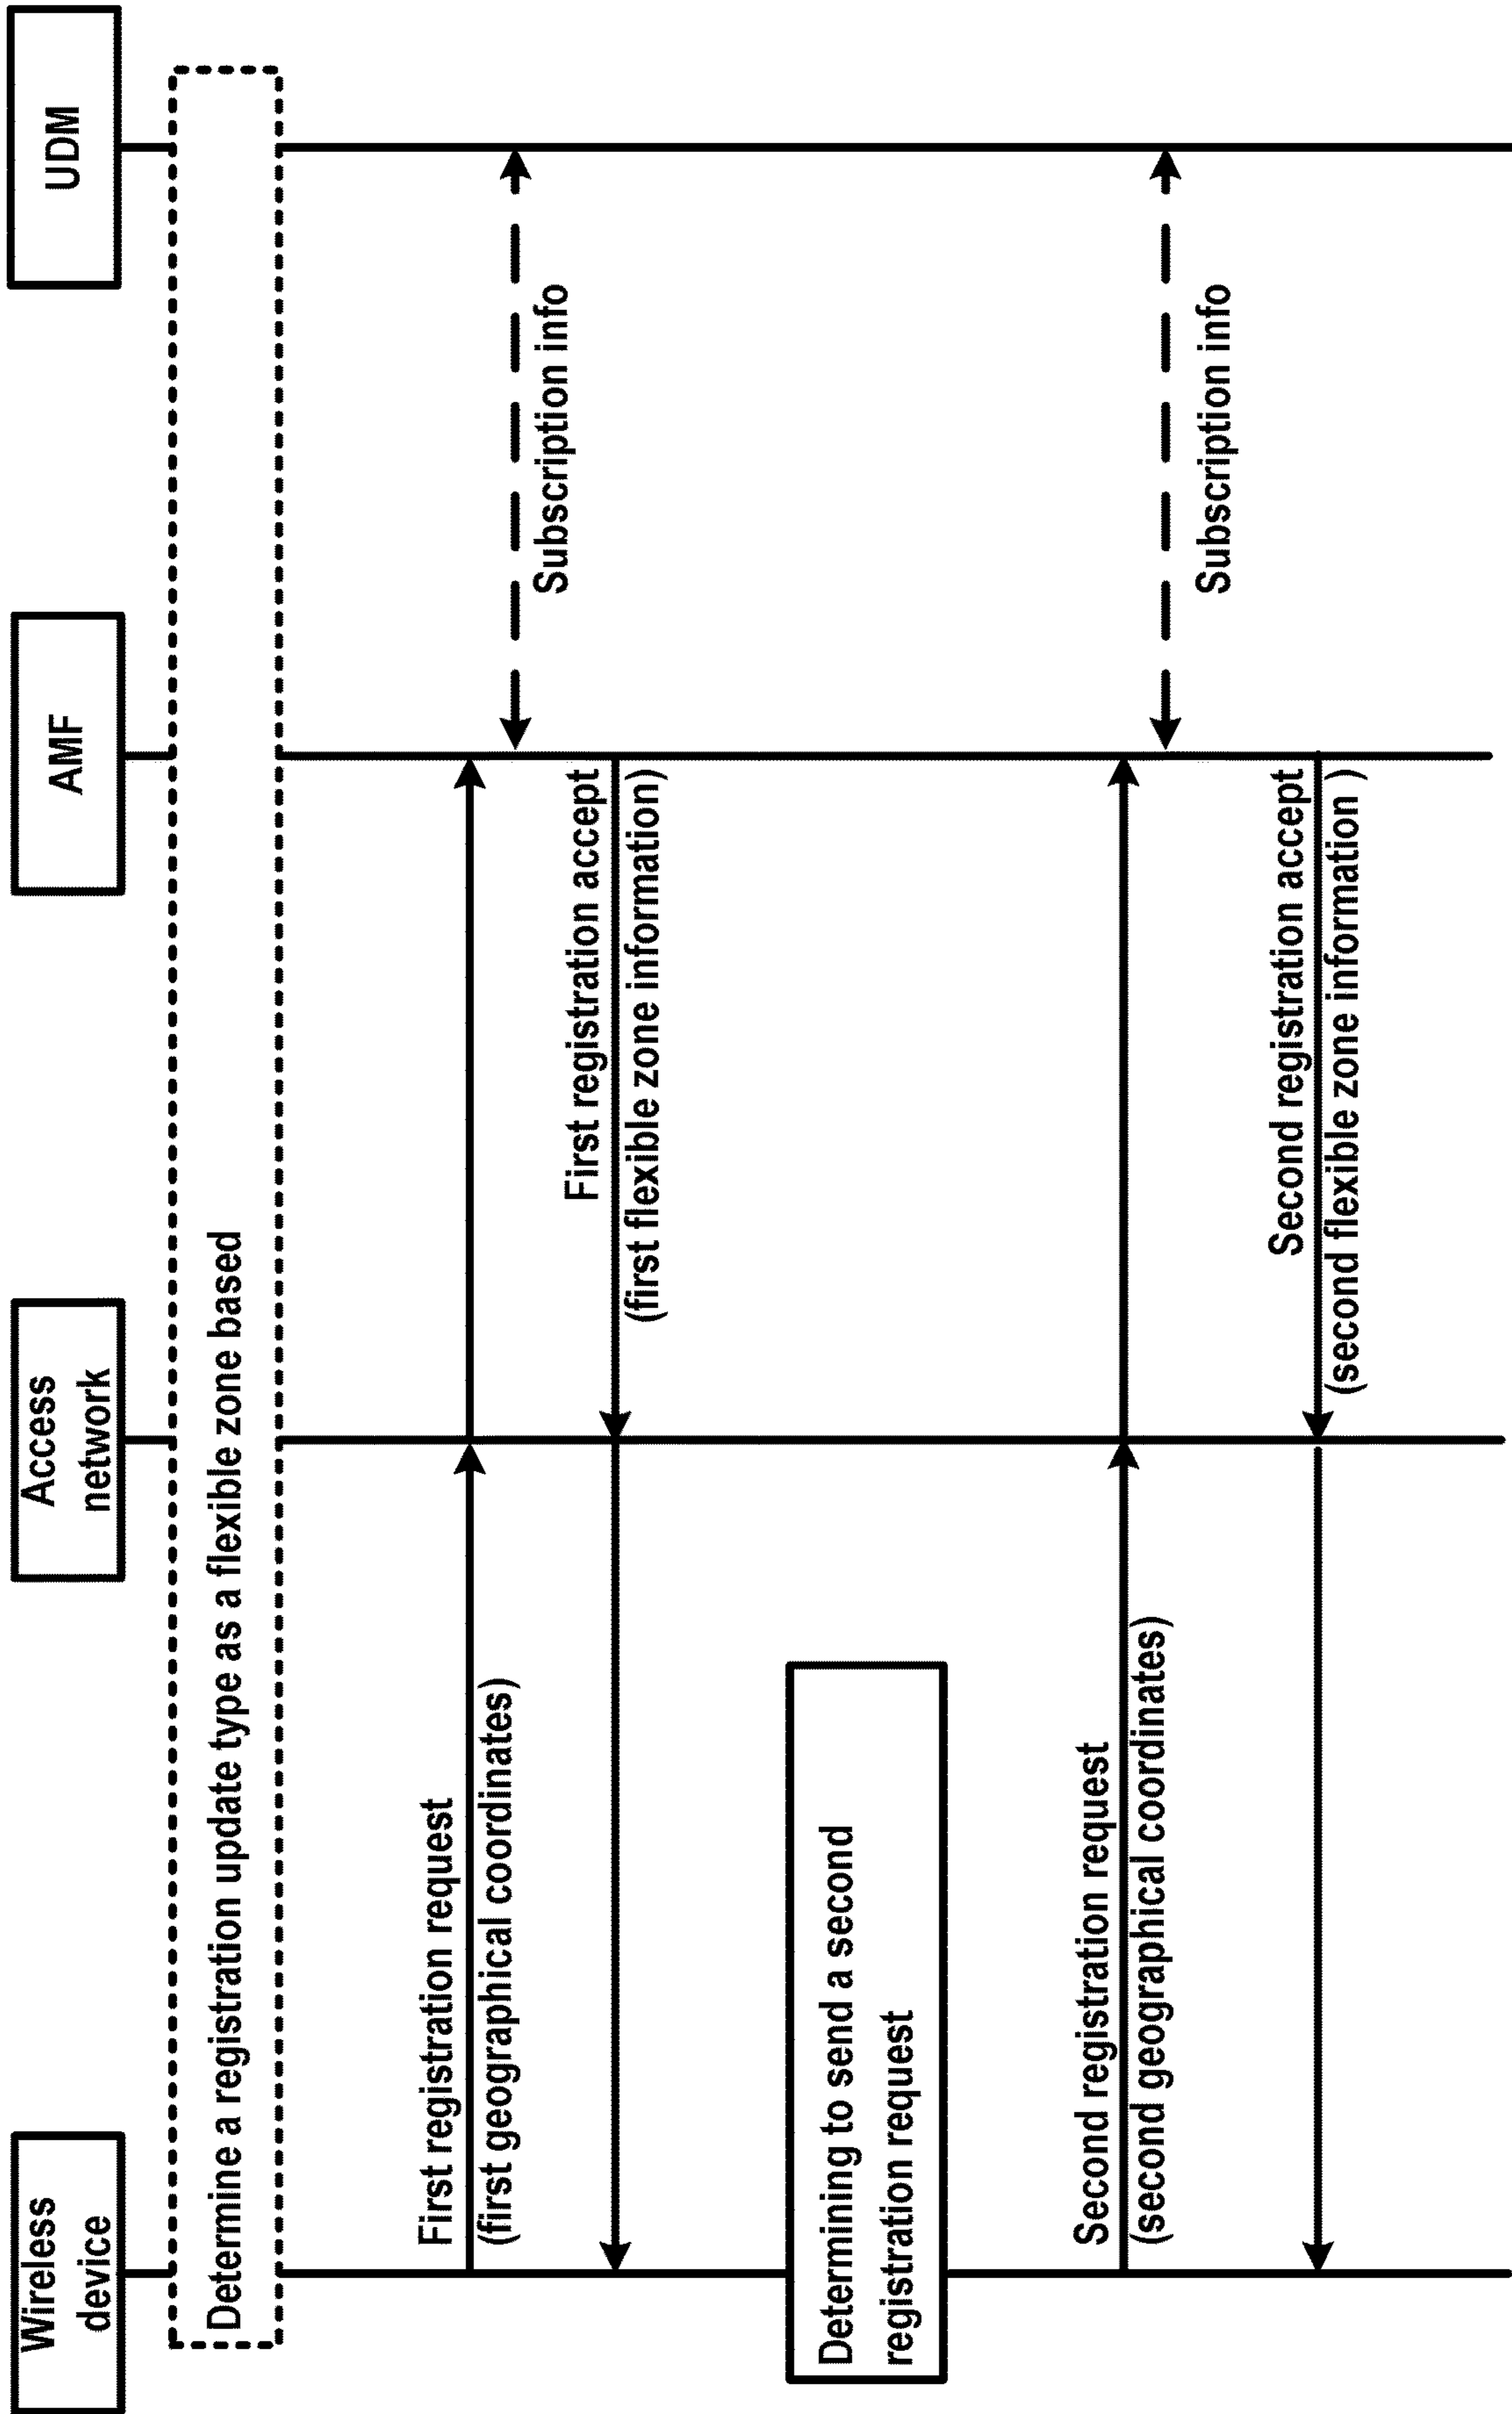 Wireless
device
Access
network
AMF
UDM
Determine a registration update type as a flexible zone based
First registration request
(first geographical coordinates)
Subscription info
First registration accept
(first flexible zone information)
Determining to send a second
registration request
Second registration request
(second geographical coordinates)
Subscription info
Second registration accept
(second flexible zone information )